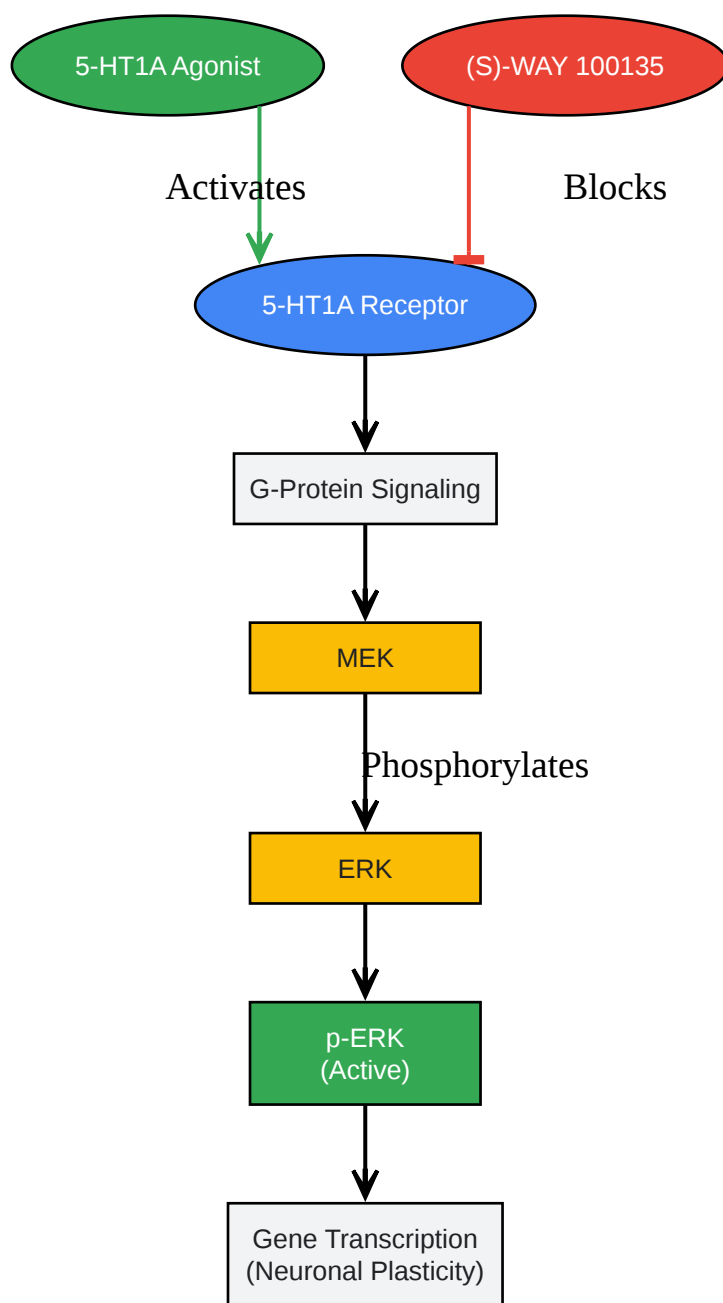 5-HT1A Agonist
(S)-WAY 100135
Activates
Blocks
5-HT1A Receptor
G-Protein Signaling
MEK
Phosphorylates
ERK
p-ERK
(Active)
Gene Transcription
(Neuronal Plasticity)